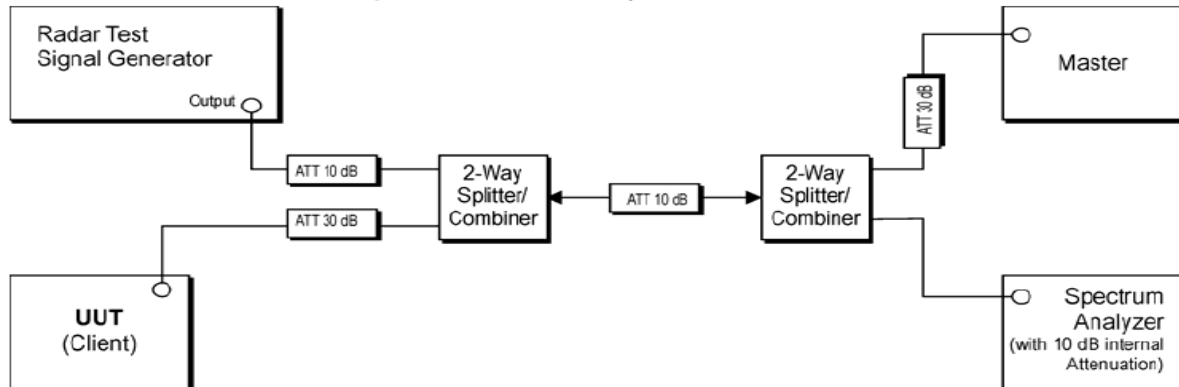 Radar Test
Signal Generator
Output
ATT 10 dB
ATT 30 dB
UUT
(Client)
2-Way
Splitter/
Combiner
ATT 10 dB
2-Way
Splitter/
Combiner
ATT 30 dB
Master
Spectrum
Analyzer
(with 10 dB internal
Attenuation)